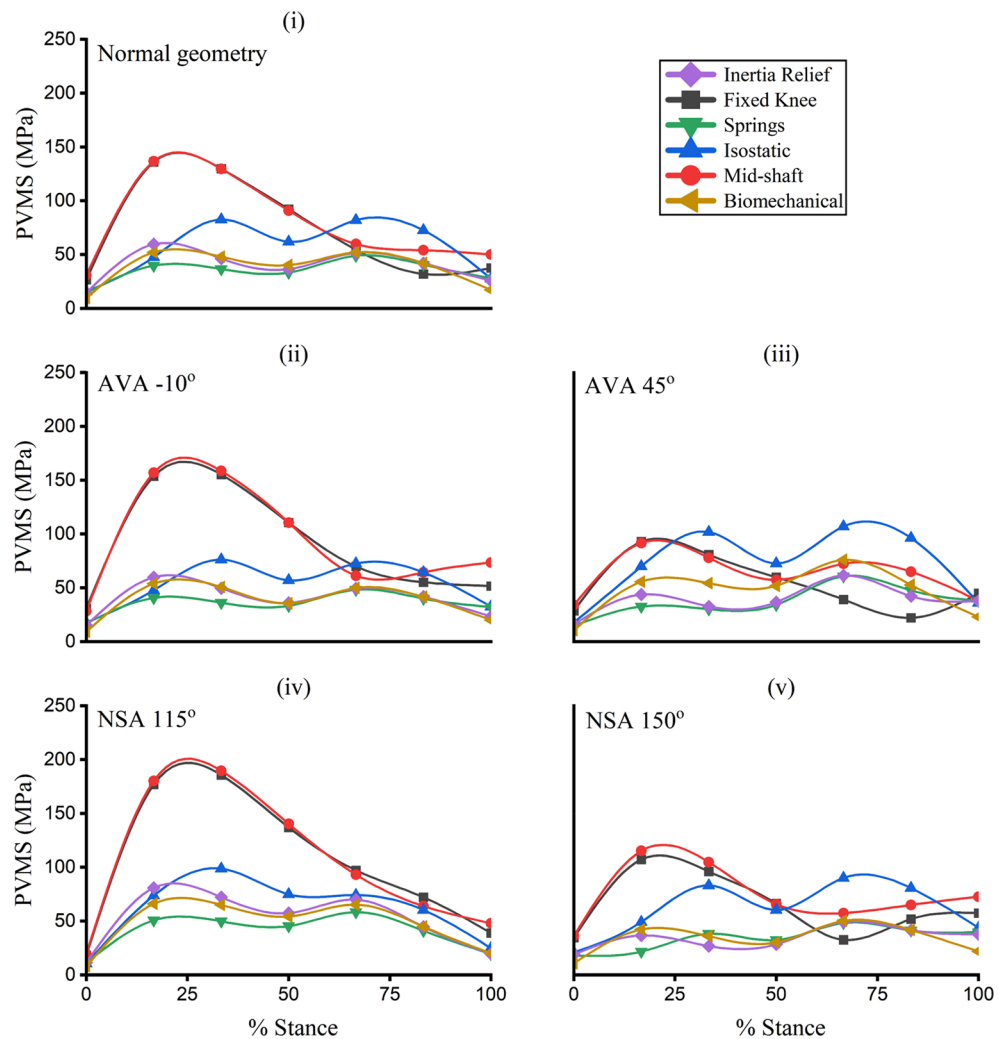 (i)
Normal geometry
PVMS (MPa)
250
200
150
100
50
0
Inertia Relief
Fixed Knee
Springs
Isostatic
Mid-shaft
Biomechanical
(ii)
AVA -10°
PVMS (MPa)
250
200
150
100
50
0
(iii)
AVA 45°
(iv)
NSA 115°
PVMS (MPa)
250
200
150
100
50
0
0 25 50 75 100
% Stance
(v)
NSA 150°
0 25 50 75 100
% Stance